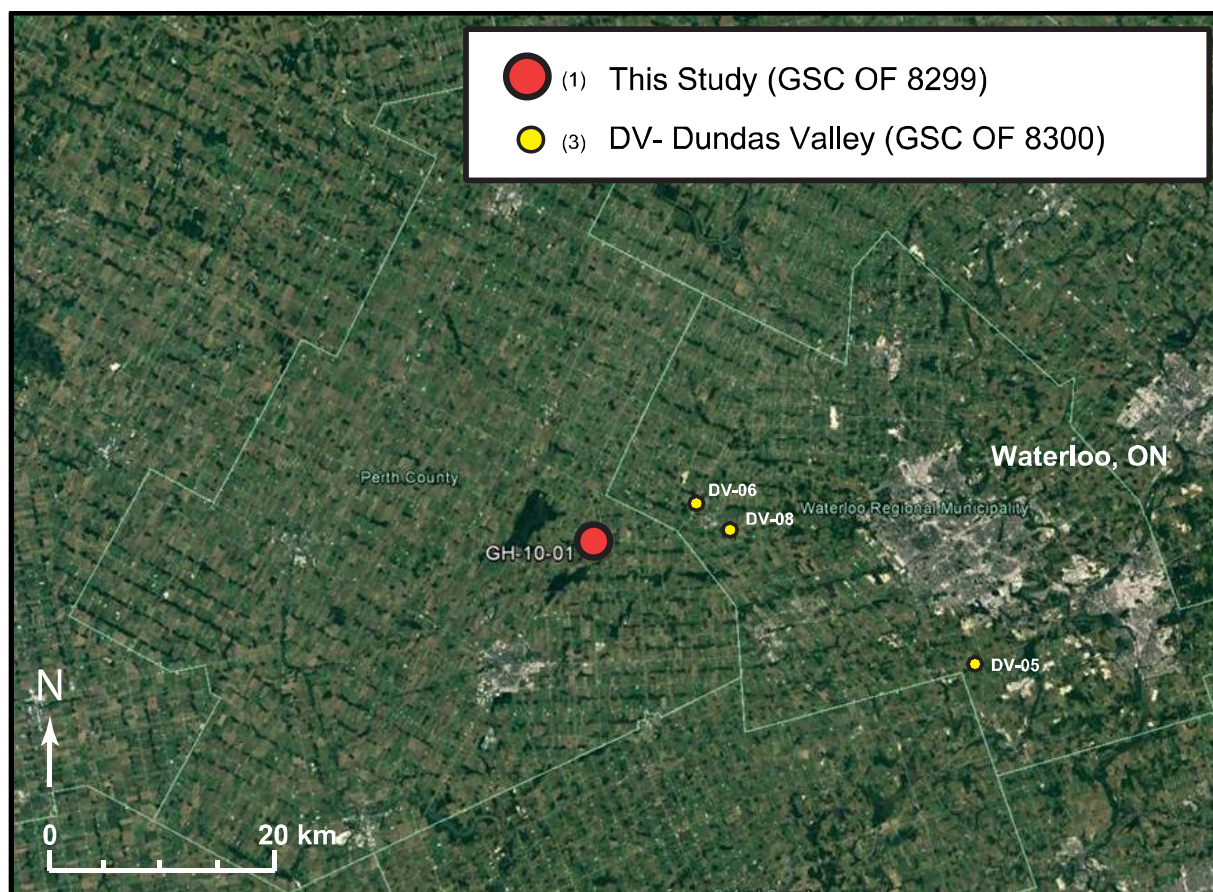 (1) This Study (GSC OF 8299)
(3) DV- Dundas Valley (GSC OF 8300)
Waterloo, ON
Perth County
DV-06
Waterloo Regional Municipality
DV-08
GH-10-01
DV-05
N
0 20 km